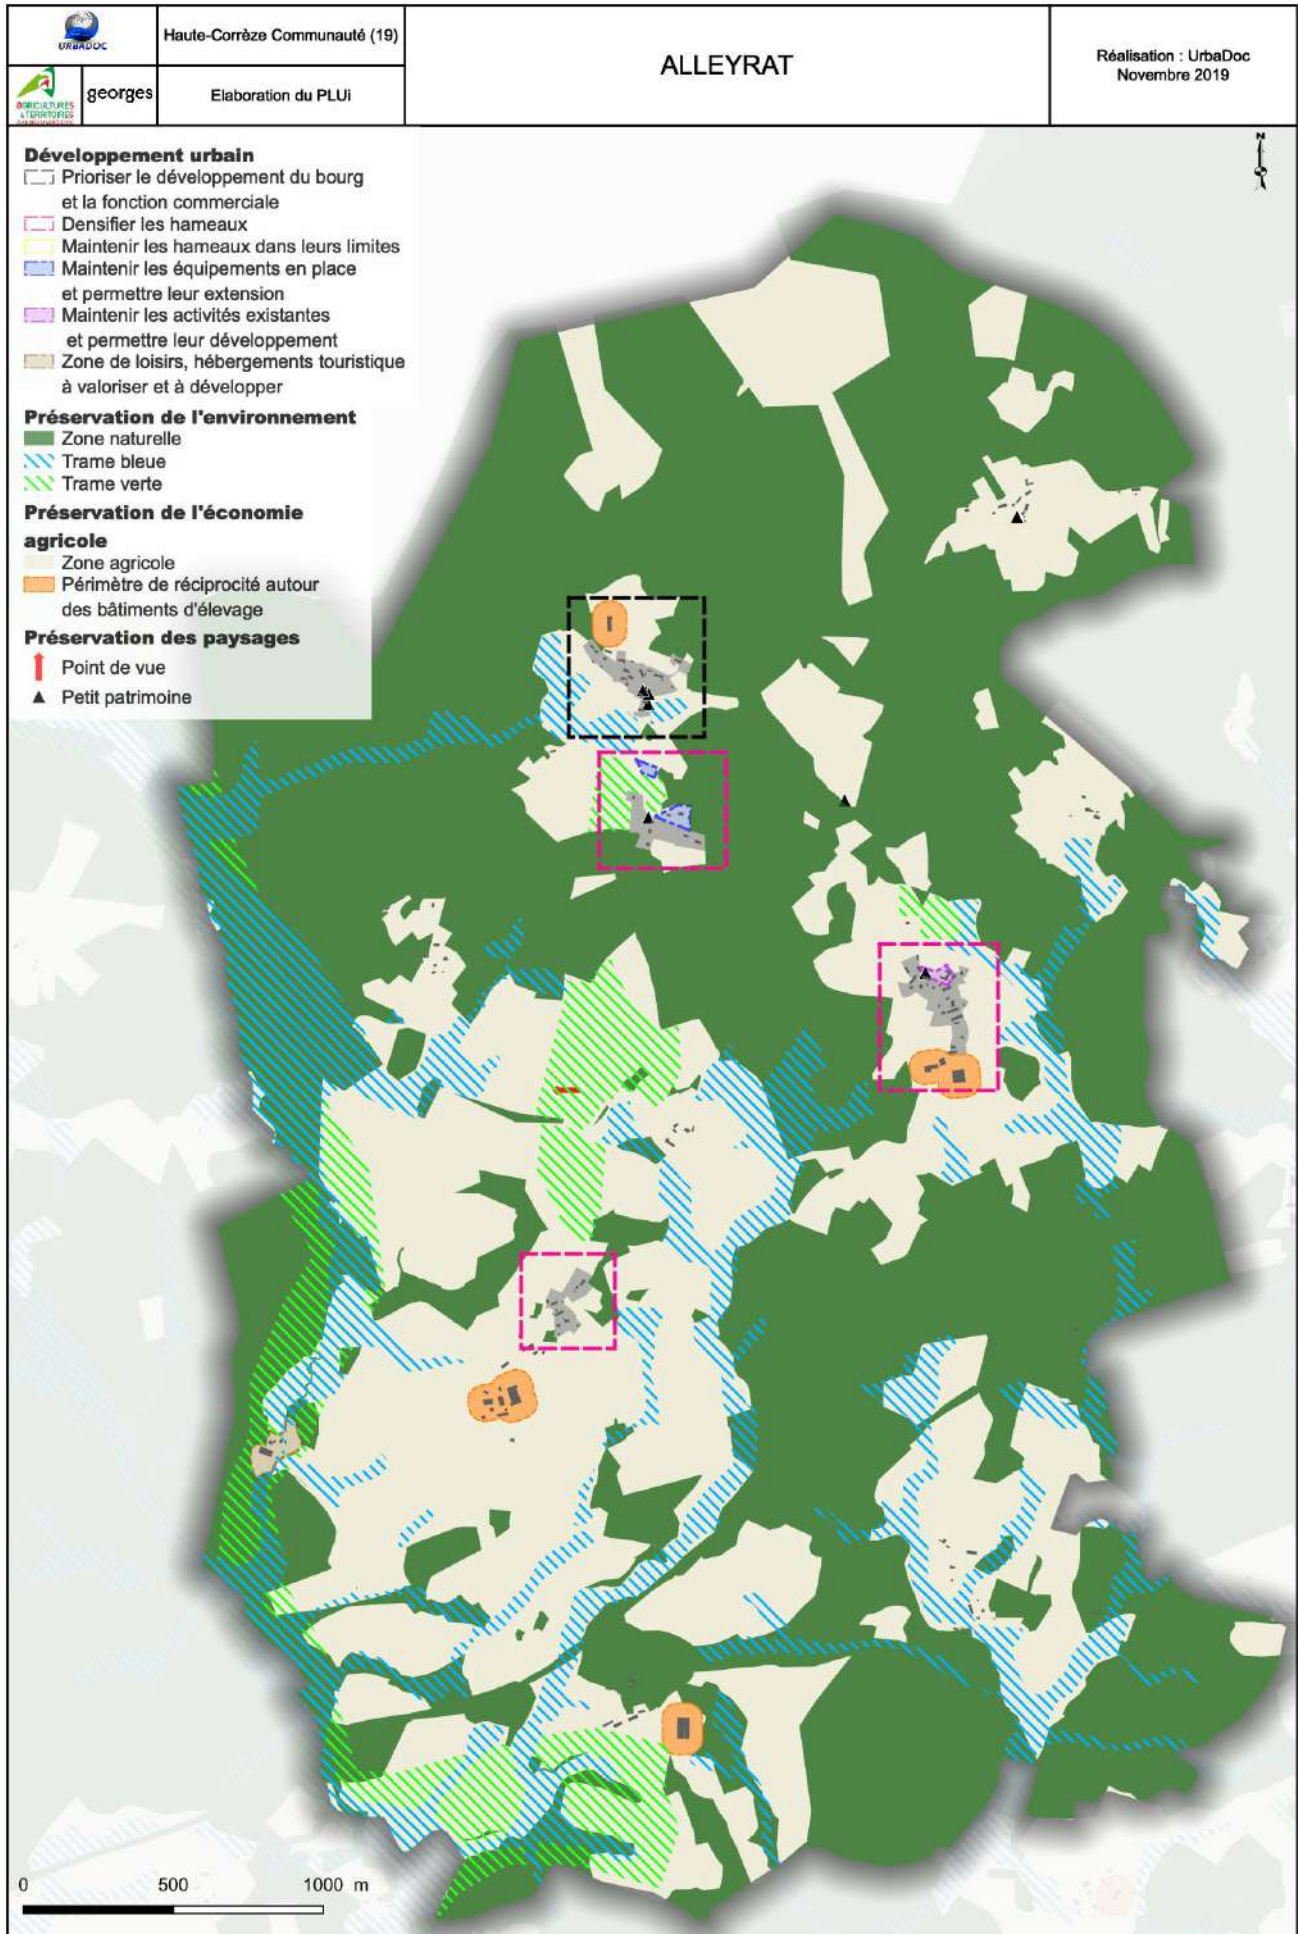 URBADOC
Haute-Corrèze Communauté (19)
ALLEYRAT
Réalisation : UrbaDoc
Novembre 2019
AGRICULTURES
& TERRITOIRES
georges
Elaboration du PLUi
N
Développement urbain
Prioriser le développement du bourg
et la fonction commerciale
Densifier les hameaux
Maintenir les hameaux dans leurs limites
Maintenir les équipements en place
et permettre leur extension
Maintenir les activités existantes
et permettre leur développement
Zone de loisirs, hébergements touristique
à valoriser et à développer
Préservation de l'environnement
Zone naturelle
Trame bleue
Trame verte
Préservation de l'économie
agricole
Zone agricole
Périmètre de réciprocité autour
des bâtiments d'élevage
Préservation des paysages
Point de vue
Petit patrimoine
0 500 1000 m